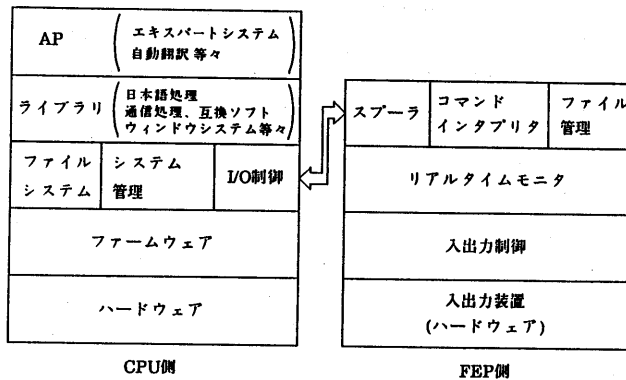 AP
エキスパートシステム
自動翻訳 等々
ライブラリ
日本語処理
通信処理、互換ソフト
ウィンドウシステム等々
ファイル
システム
システム
管理
I/O制御
ファームウェア
ハードウェア
CPU側
スプーラ
コマンド
インタプリタ
ファイル
管理
リアルタイムモニタ
入出力制御
入出力装置
(ハードウェア)
FEP側